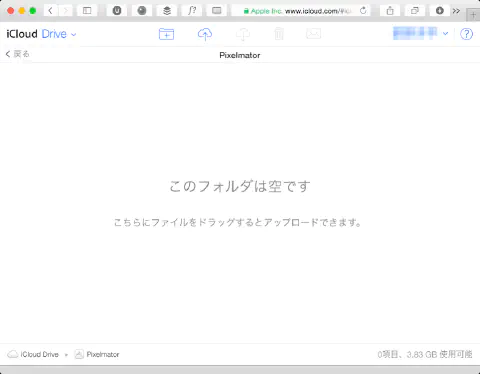 Apple Inc. www.icloud.com/#ic
iCloud Drive
戻る
Pixelmator
このフォルダは空です
こちらにファイルをドラッグするとアップロードできます。
iCloud Drive
Pixelmator
0項目、3.83 GB 使用可能